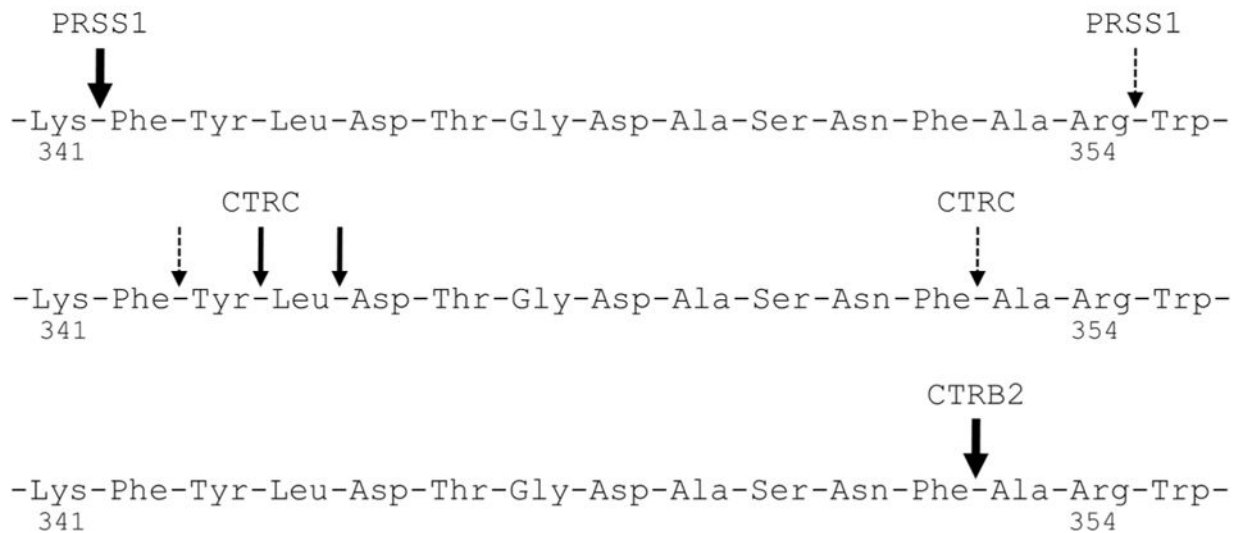 PRSS1 PRSS1
-Lys-Phe-Tyr-Leu-Asp-Thr-Gly-Asp-Ala-Ser-Asn-Phe-Ala-Arg-Trp-
341 354
CTRC CTRC
-Lys-Phe-Tyr-Leu-Asp-Thr-Gly-Asp-Ala-Ser-Asn-Phe-Ala-Arg-Trp-
341 354
CTRB2
-Lys-Phe-Tyr-Leu-Asp-Thr-Gly-Asp-Ala-Ser-Asn-Phe-Ala-Arg-Trp-
341 354